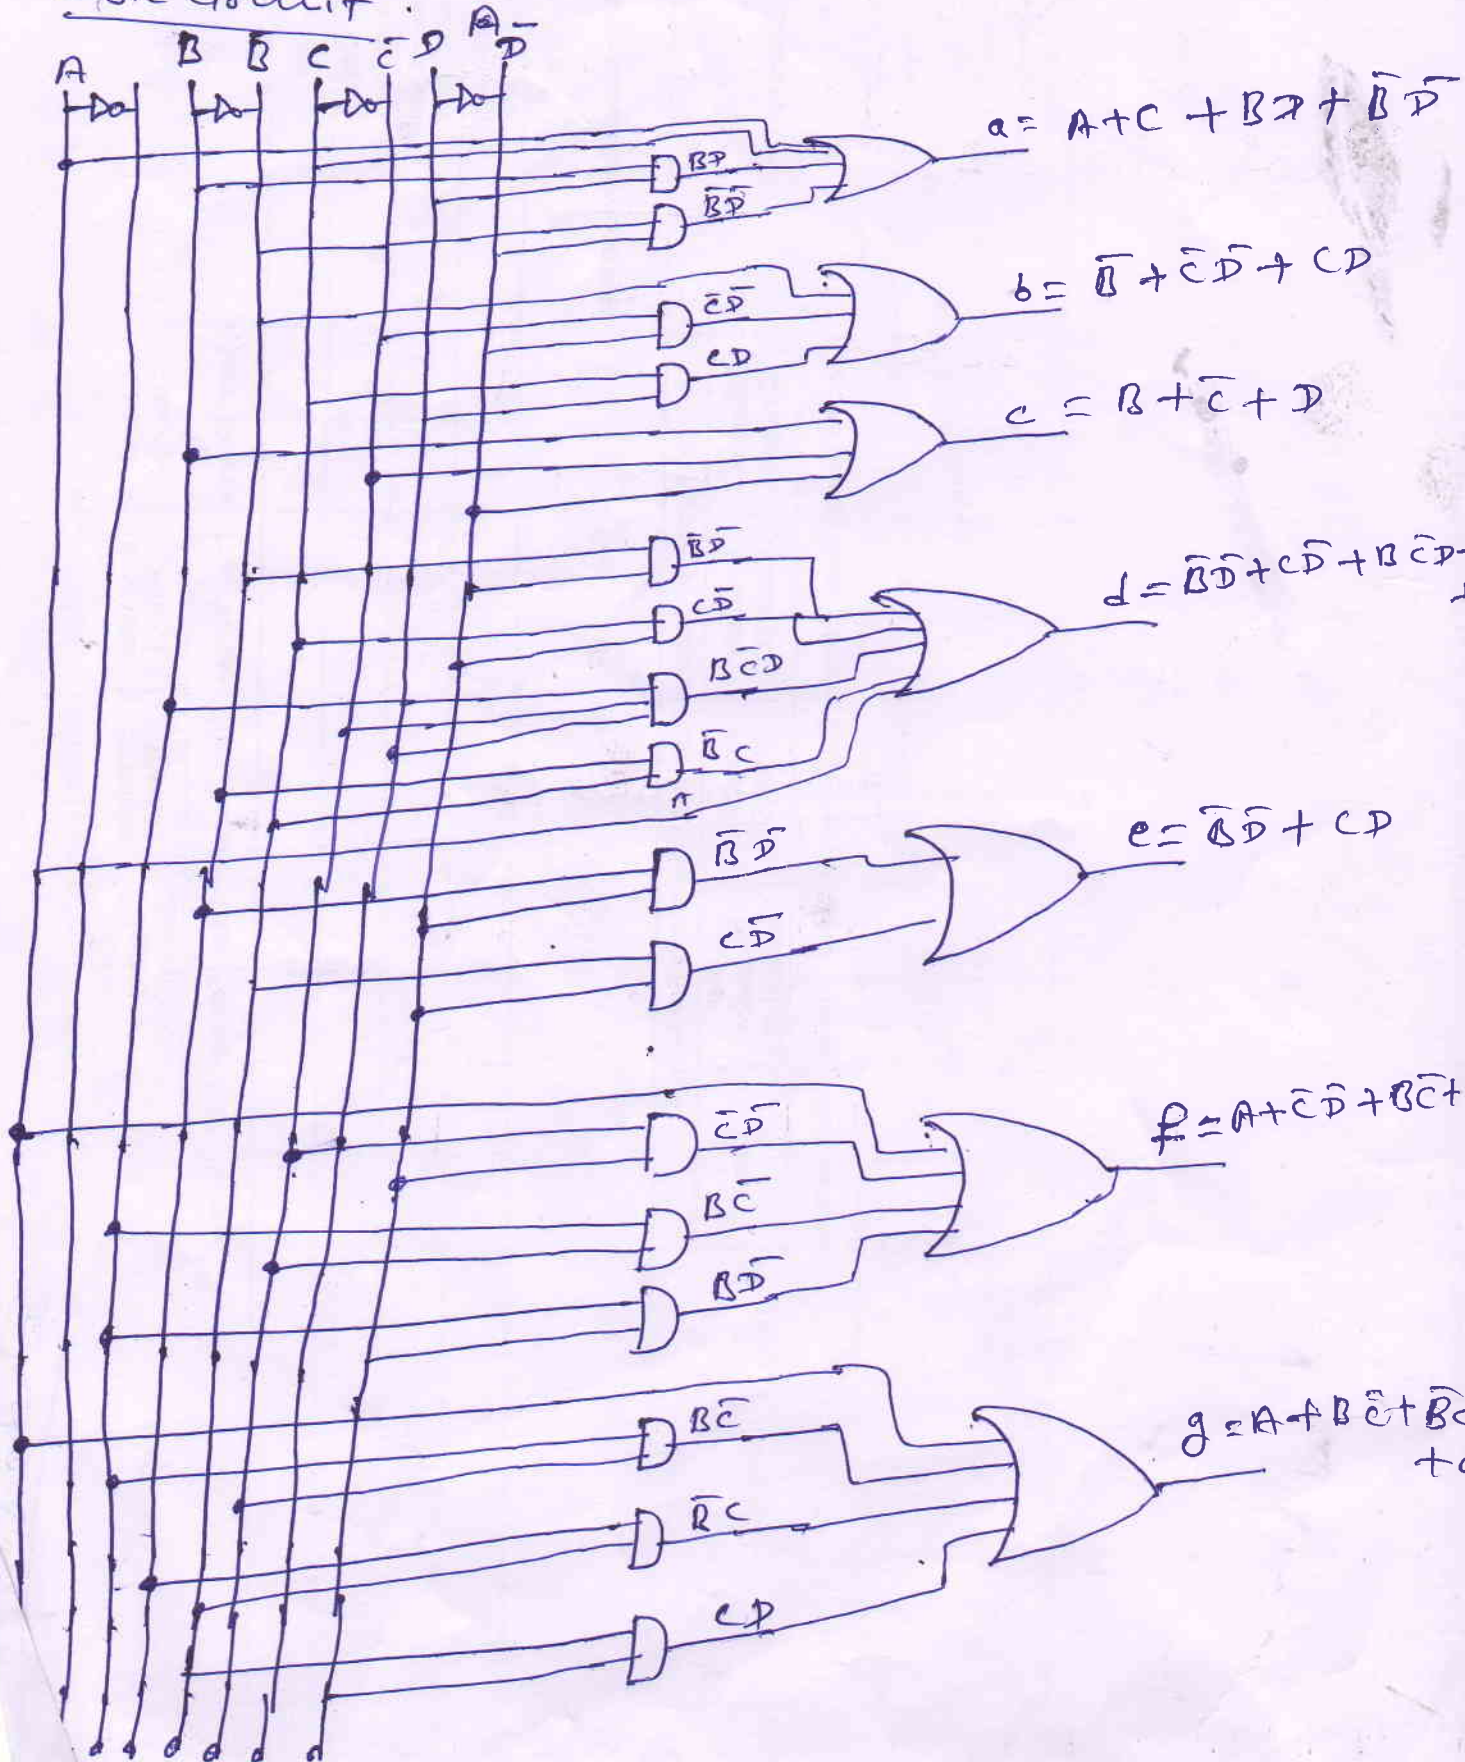 A B B̄ C C̄ D D̄
a = A + C + BD + B̄D̄
BD
B̄D̄
b = B̄ + C̄D̄ + CD
C̄D̄
CD
c = B + C̄ + D
B̄D̄
d = B̄D̄ + CD̄ + BC̄D +
CD̄
BC̄D
B̄C
A
e = B̄D̄ + CD
B̄D̄
CD̄
f = A + C̄D̄ + BC̄ +
C̄D̄
BC̄
BD̄
g = A + BC̄ + B̄C
+
BC̄
B̄C
CD